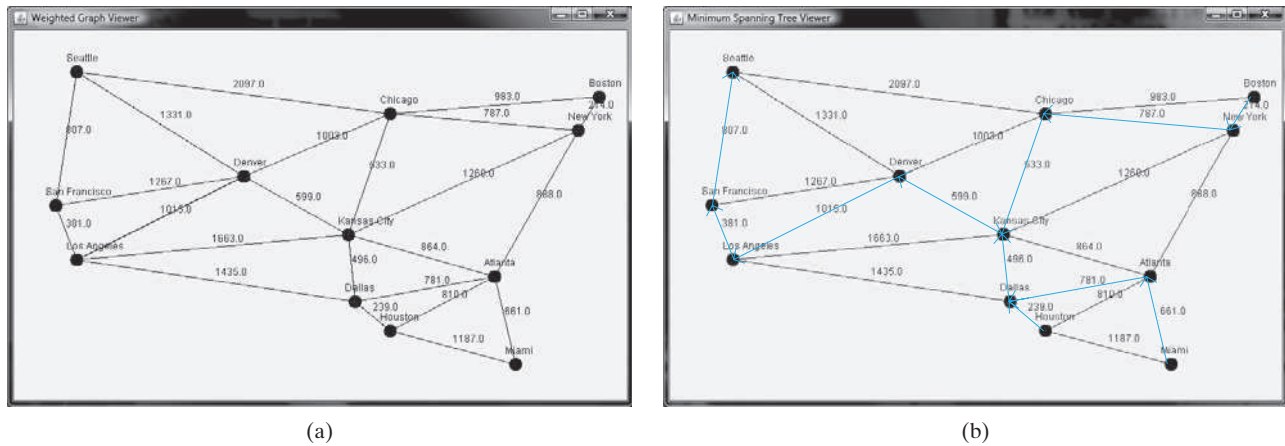 Weighted Graph Viewer
Seattle
2097.0
Boston
Chicago
983.0
214.0
787.0
New York
1331.0
807.0
1003.0
Denver
533.0
1260.0
San Francisco
1267.0
599.0
888.0
381.0
1015.0
Kansas City
Los Angeles
1663.0
864.0
496.0
1435.0
Atlanta
781.0
Dallas
810.0
239.0
Houston
661.0
1187.0
Miami
(a)
Minimum Spanning Tree Viewer
Seattle
2097.0
Boston
Chicago
983.0
214.0
787.0
New York
1331.0
807.0
1003.0
Denver
533.0
1260.0
San Francisco
1267.0
599.0
888.0
381.0
1015.0
Kansas City
Los Angeles
1663.0
864.0
496.0
1435.0
Atlanta
781.0
Dallas
810.0
239.0
Houston
661.0
1187.0
Miami
(b)